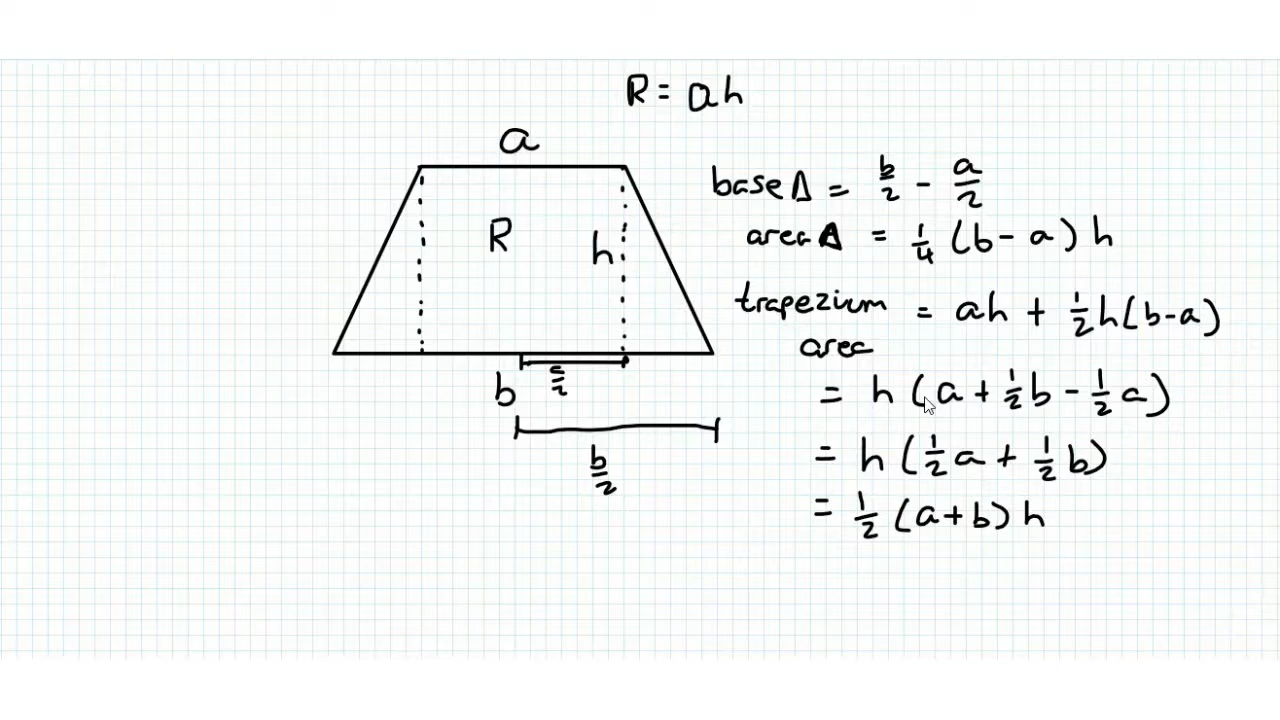 R = ah
a
base Δ = b/2 - a/2
R
h
area Δ = 1/4 (b - a) h
trapezium area = ah + 1/2 h (b - a)
b
a/2
= h (a + 1/2 b - 1/2 a)
b/2
= h (1/2 a + 1/2 b)
= 1/2 (a + b) h